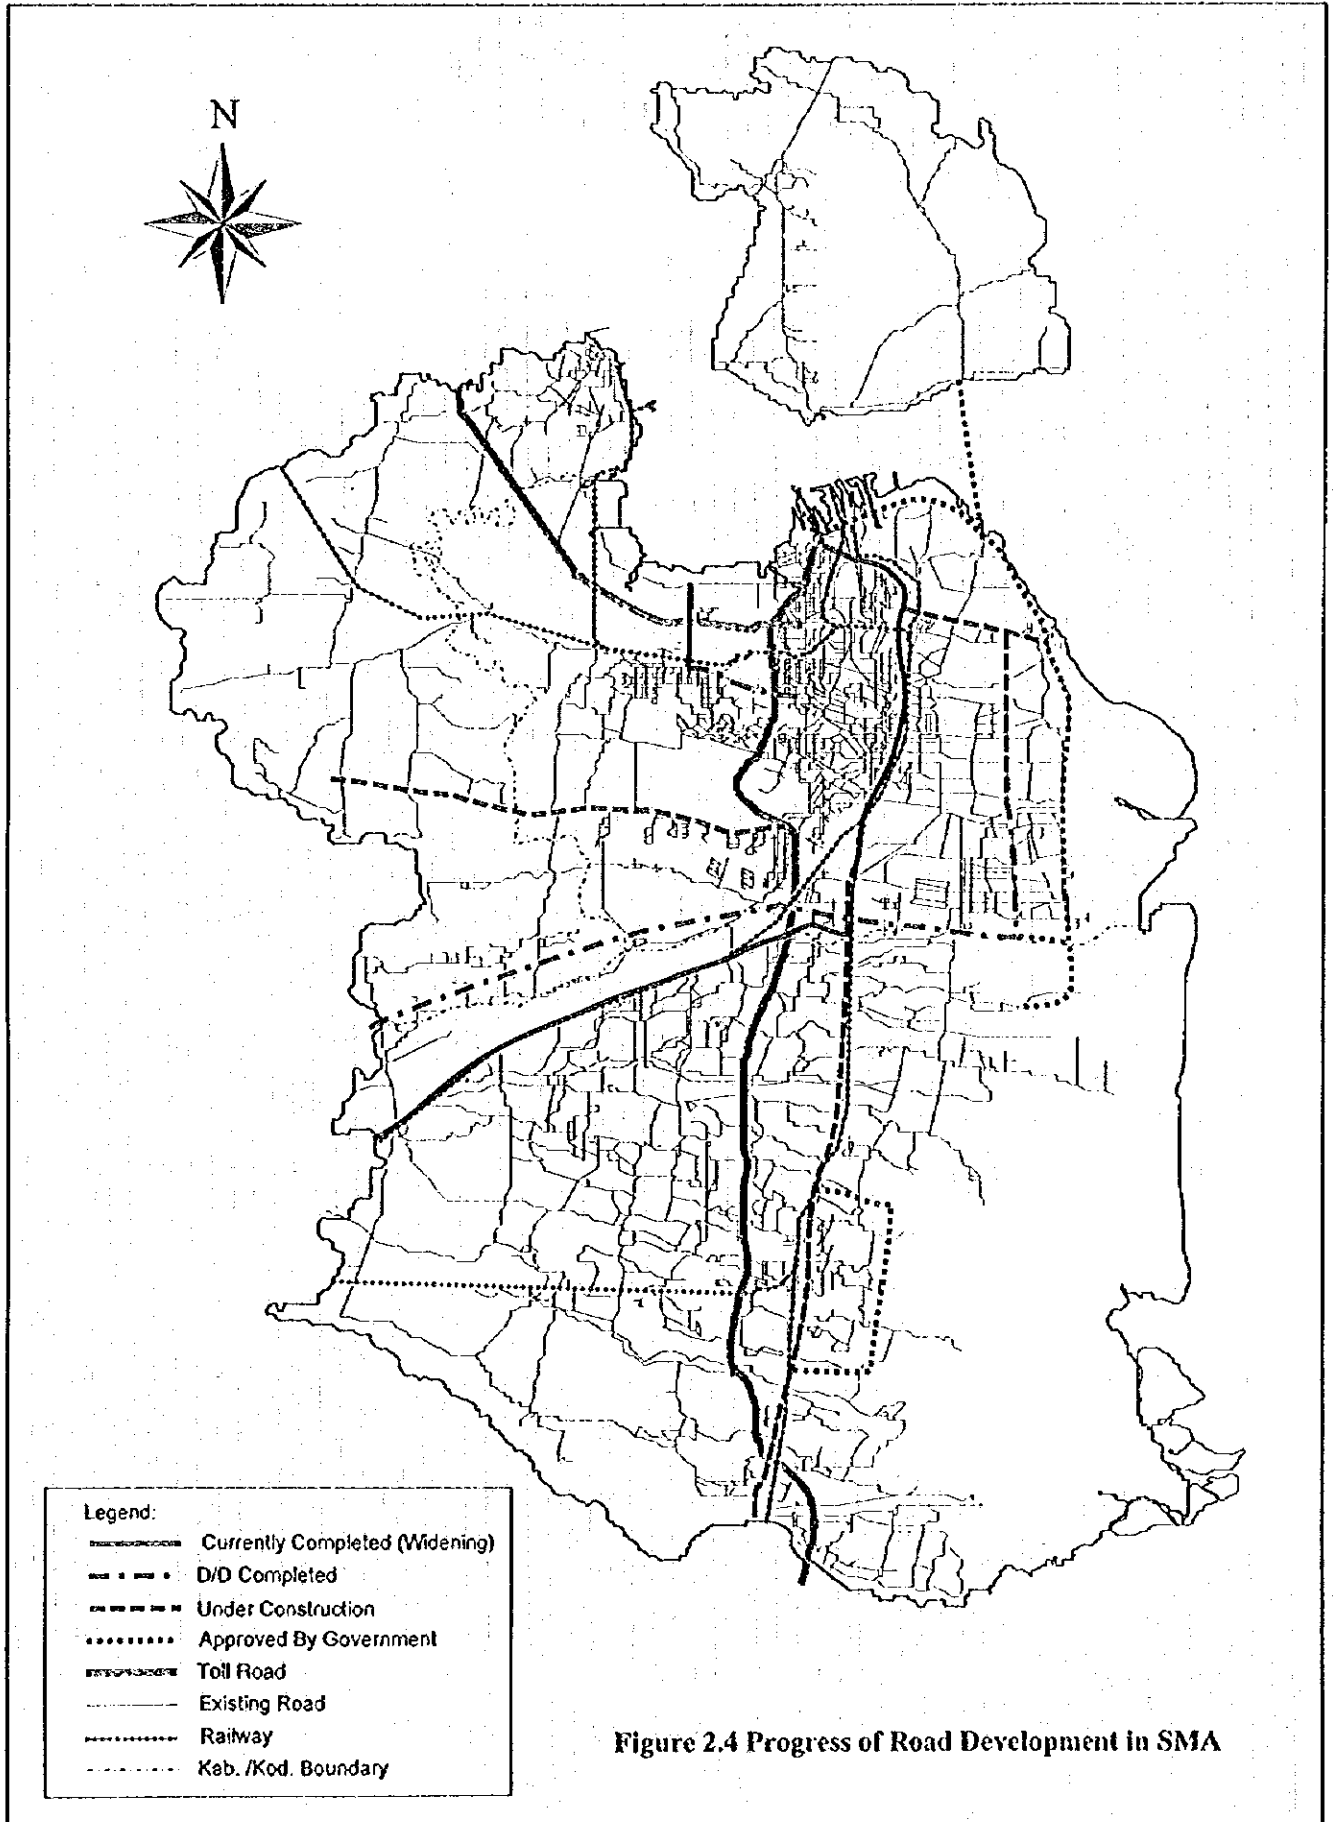 N
Legend:
Currently Completed (Widening)
D/D Completed
Under Construction
Approved By Government
Toll Road
Existing Road
Railway
Kab. /Kod. Boundary
Figure 2.4 Progress of Road Development in SMA